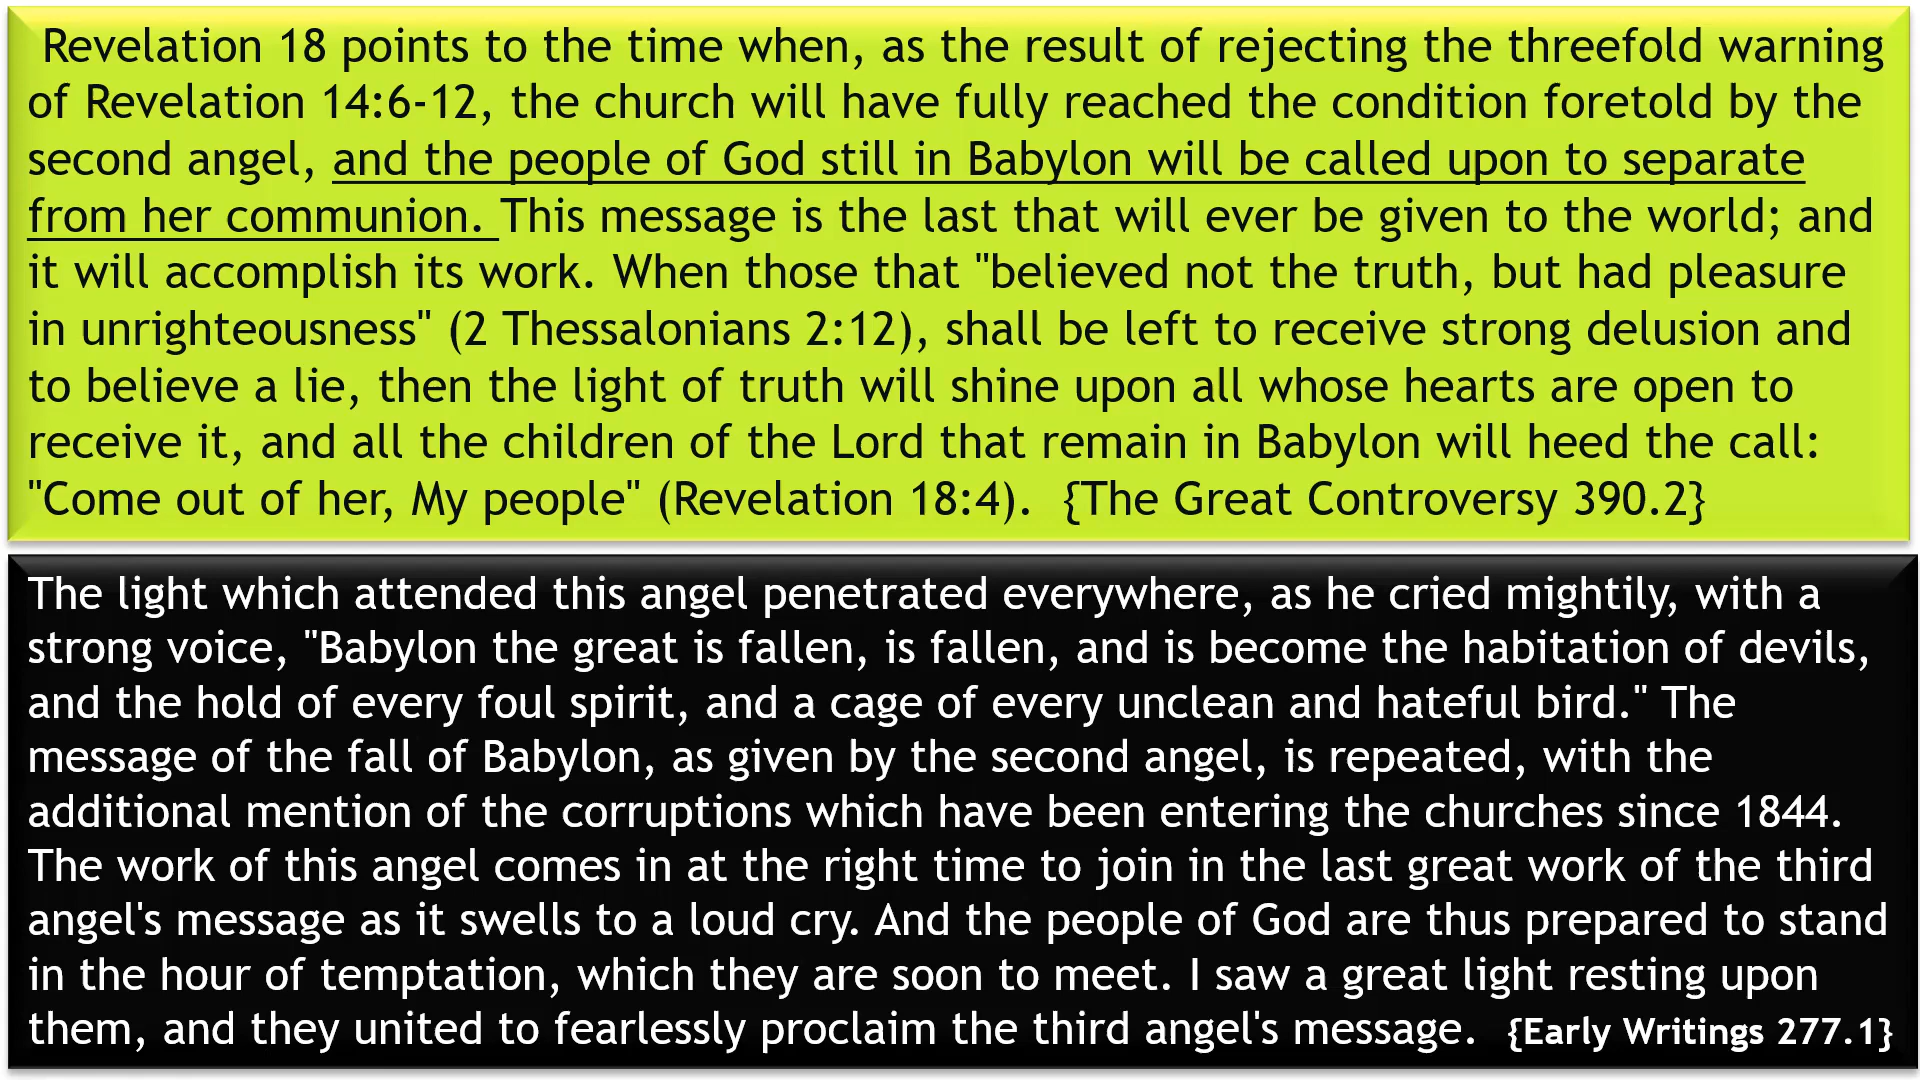 Revelation 18 points to the time when, as the result of rejecting the threefold warning
of Revelation 14:6-12, the church will have fully reached the condition foretold by the
second angel, and the people of God still in Babylon will be called upon to separate
from her communion. This message is the last that will ever be given to the world; and
it will accomplish its work. When those that "believed not the truth, but had pleasure
in unrighteousness" (2 Thessalonians 2:12), shall be left to receive strong delusion and
to believe a lie, then the light of truth will shine upon all whose hearts are open to
receive it, and all the children of the Lord that remain in Babylon will heed the call:
"Come out of her, My people" (Revelation 18:4). {The Great Controversy 390.2}
The light which attended this angel penetrated everywhere, as he cried mightily, with a
strong voice, "Babylon the great is fallen, is fallen, and is become the habitation of devils,
and the hold of every foul spirit, and a cage of every unclean and hateful bird." The
message of the fall of Babylon, as given by the second angel, is repeated, with the
additional mention of the corruptions which have been entering the churches since 1844.
The work of this angel comes in at the right time to join in the last great work of the third
angel's message as it swells to a loud cry. And the people of God are thus prepared to stand
in the hour of temptation, which they are soon to meet. I saw a great light resting upon
them, and they united to fearlessly proclaim the third angel's message. {Early Writings 277.1}